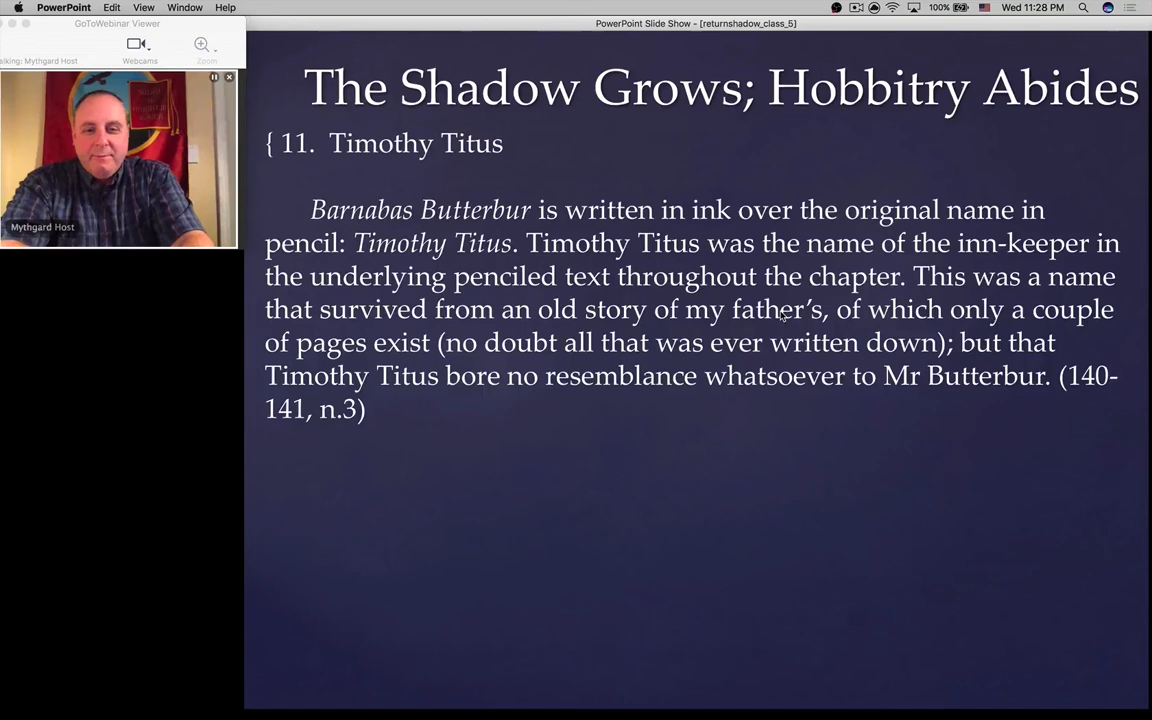 PowerPoint Edit View Window Help 100% Wed 11:28 PM
GoToWebinar Viewer
PowerPoint Slide Show - [returnshadow_class_5]
Webcams
Zoom
alking: Mythgard Host
Mythgard Host
The Shadow Grows; Hobbitry Abides
{ 11. Timothy Titus
Barnabas Butterbur is written in ink over the original name in
pencil: Timothy Titus. Timothy Titus was the name of the inn-keeper in
the underlying penciled text throughout the chapter. This was a name
that survived from an old story of my father’s, of which only a couple
of pages exist (no doubt all that was ever written down); but that
Timothy Titus bore no resemblance whatsoever to Mr Butterbur. (140-
141, n.3)